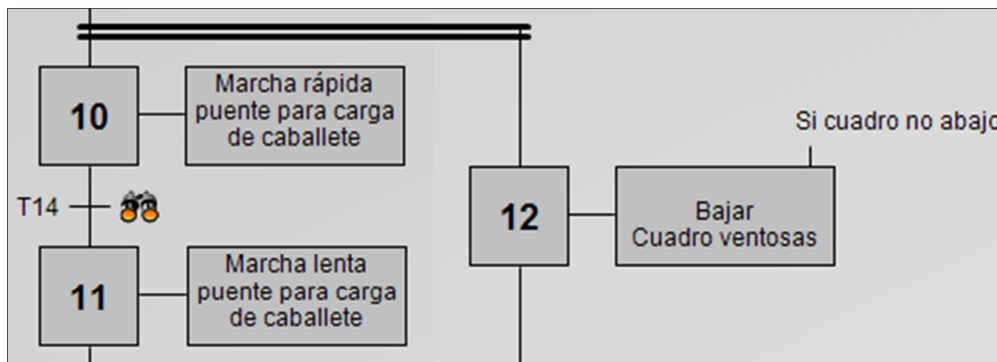 10
Marcha rápida
puente para carga
de caballete
T14
11
Marcha lenta
puente para carga
de caballete
12
Si cuadro no abajo
Bajar
Cuadro ventosas